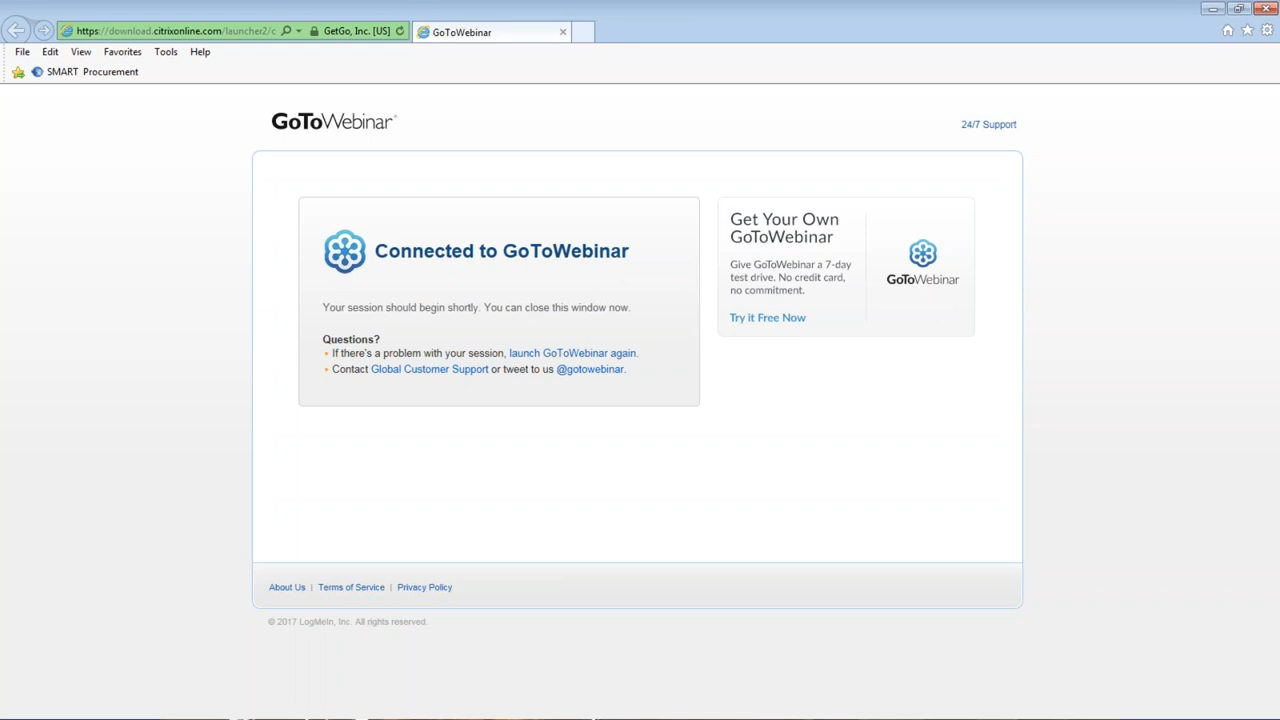 https://download.citrixonline.com/launcher2/c
GetGo, Inc. [US]
GoToWebinar
File Edit View Favorites Tools Help
SMART Procurement
GoToWebinar
24/7 Support
Connected to GoToWebinar
Your session should begin shortly. You can close this window now.
Questions?
• If there's a problem with your session, launch GoToWebinar again.
• Contact Global Customer Support or tweet to us @gotowebinar.
Get Your Own
GoToWebinar
Give GoToWebinar a 7-day
test drive. No credit card,
no commitment.
Try it Free Now
GoToWebinar
About Us | Terms of Service | Privacy Policy
© 2017 LogMeIn, Inc. All rights reserved.